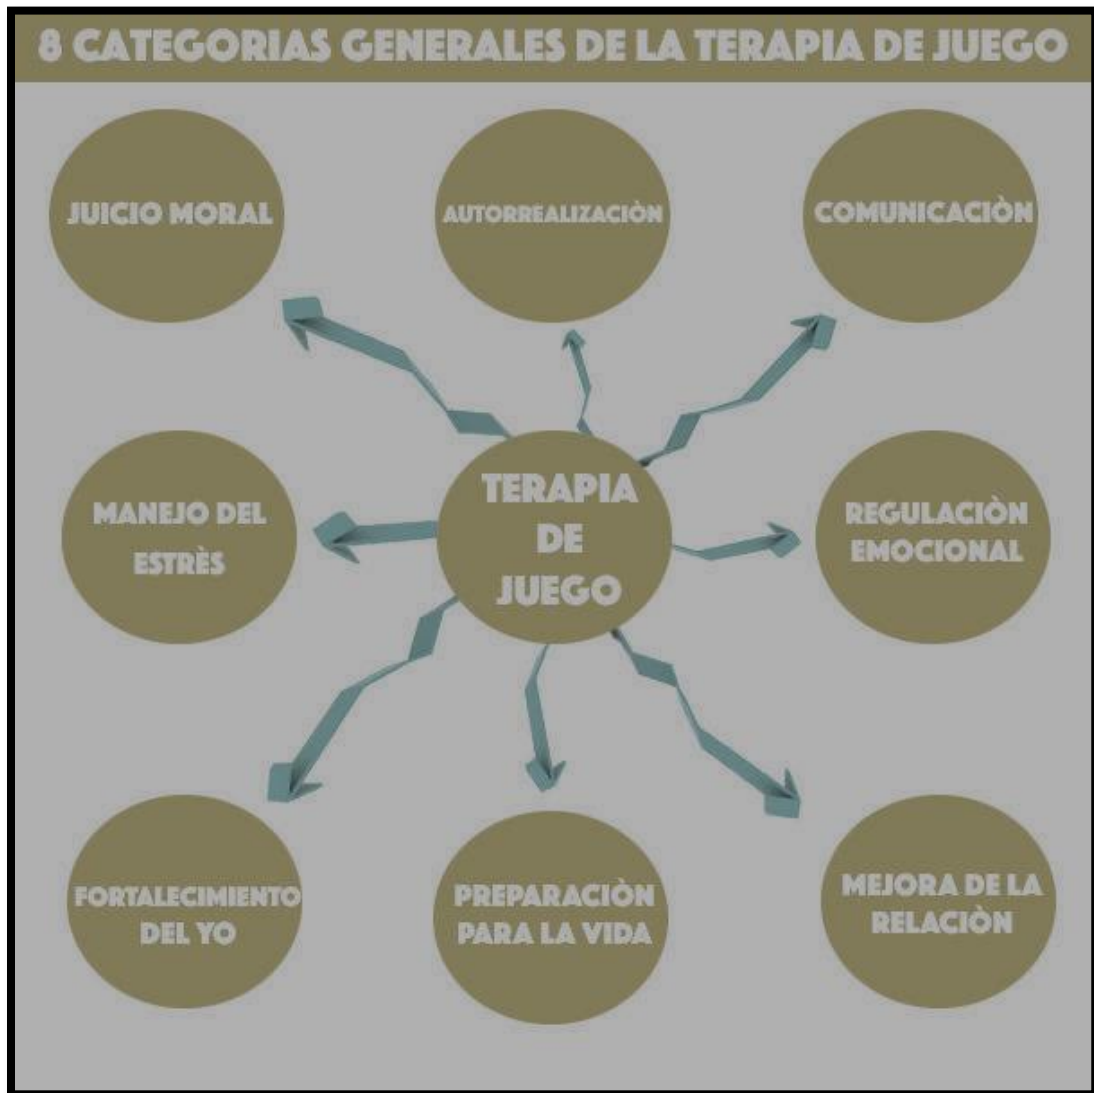 8 CATEGORIAS GENERALES DE LA TERAPIA DE JUEGO
JUICIO MORAL
AUTORREALIZACIÒN
COMUNICACIÒN
MANEJO DEL
ESTRÈS
TERAPIA
DE
JUEGO
REGULACIÒN
EMOCIONAL
FORTALECIMIENTO
DEL YO
PREPARACIÒN
PARA LA VIDA
MEJORA DE LA
RELACIÒN